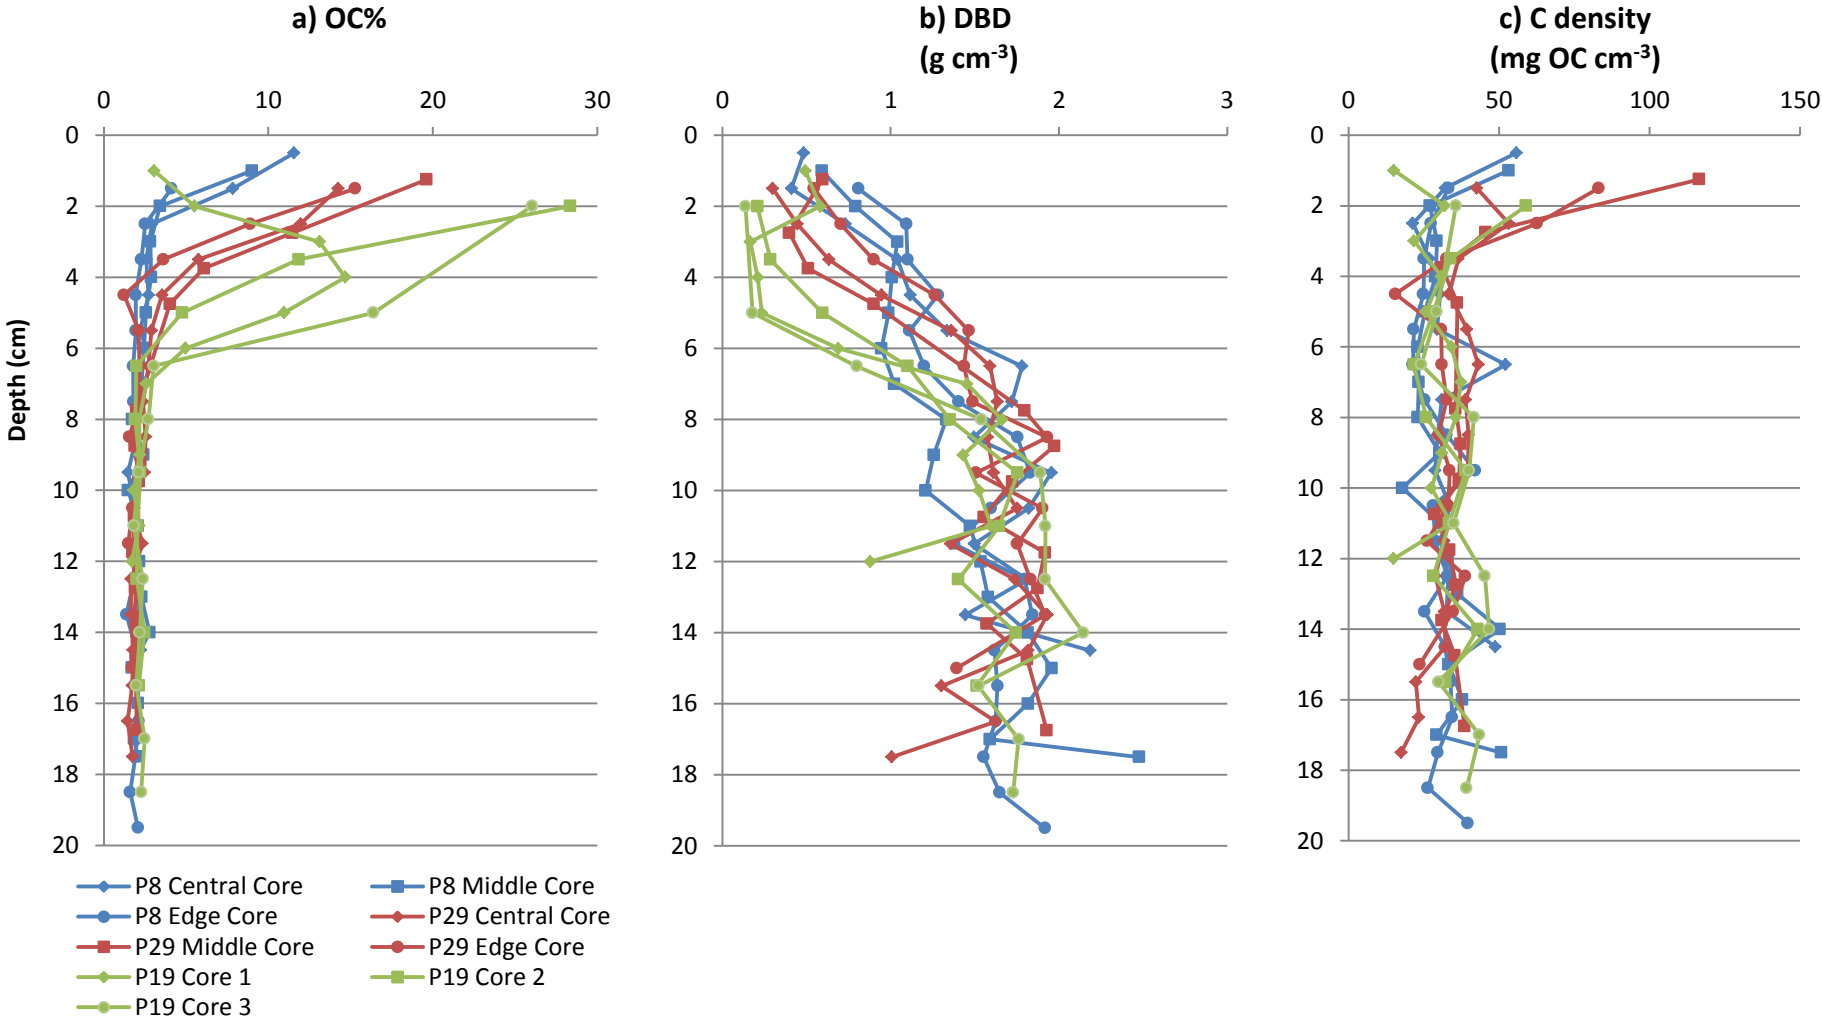 a) OC%
b) DBD
(g cm-3)
c) C density
(mg OC cm-3)
0 10 20 30
0 1 2 3
0 50 100 150
Depth (cm)
0
2
4
6
8
10
12
14
16
18
20
0
2
4
6
8
10
12
14
16
18
20
0
2
4
6
8
10
12
14
16
18
20
P8 Central Core
P8 Middle Core
P8 Edge Core
P29 Central Core
P29 Middle Core
P29 Edge Core
P19 Core 1
P19 Core 2
P19 Core 3